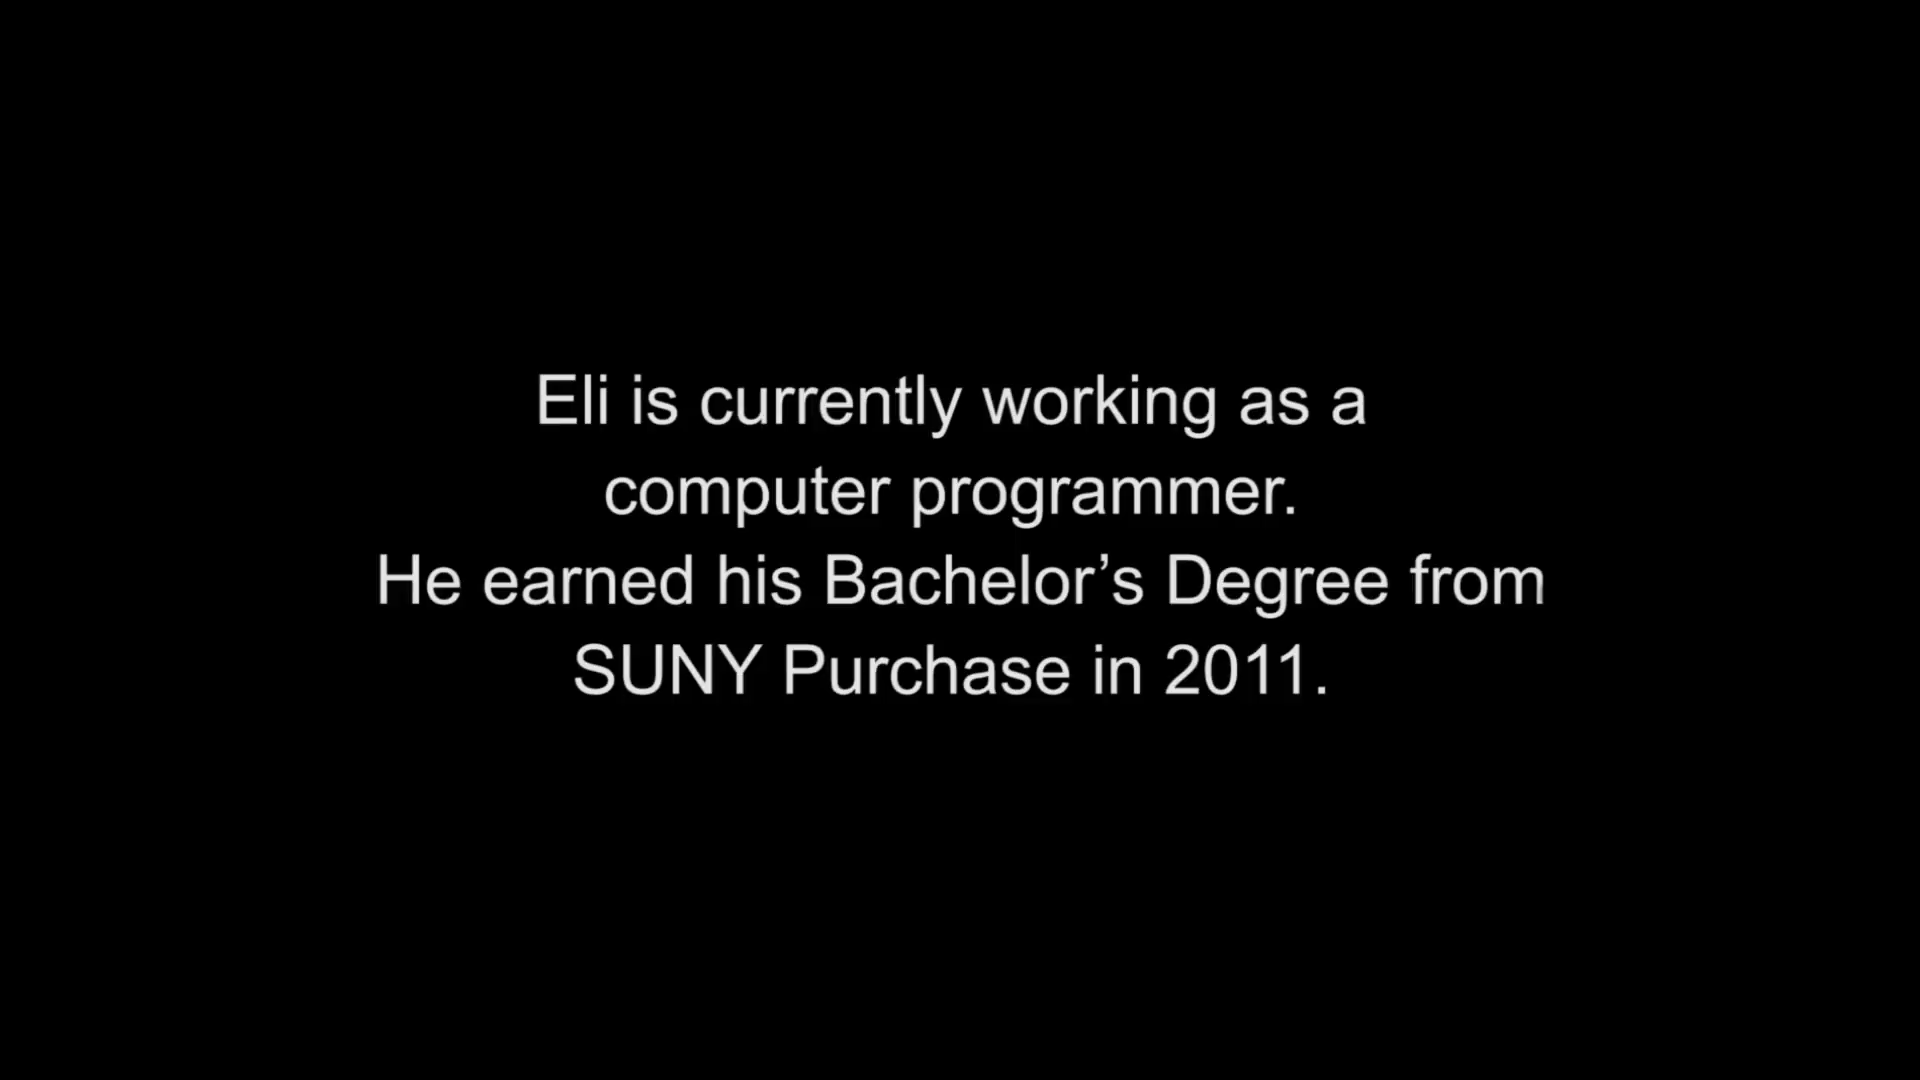 Eli is currently working as a
computer programmer.
He earned his Bachelor’s Degree from
SUNY Purchase in 2011.